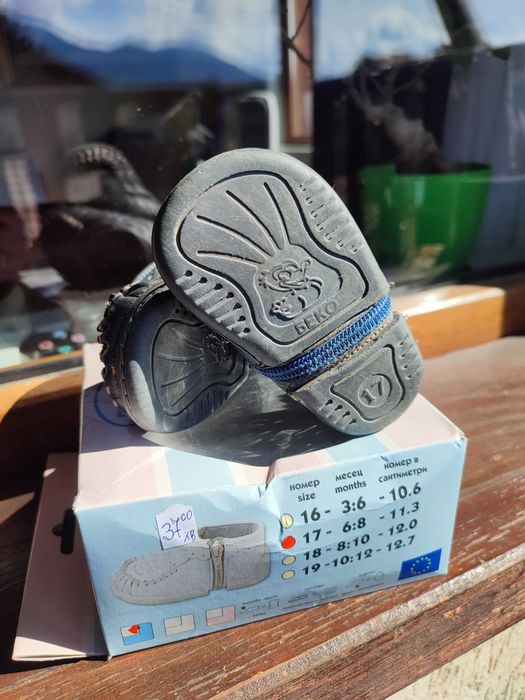 БЕКО
17
37 00
18
номер месец номер в
size months сантиметри
16 - 3:6 - 10.6
17 - 6:8 - 11.3
18 - 8:10 - 12.0
19 - 10:12 - 12.7